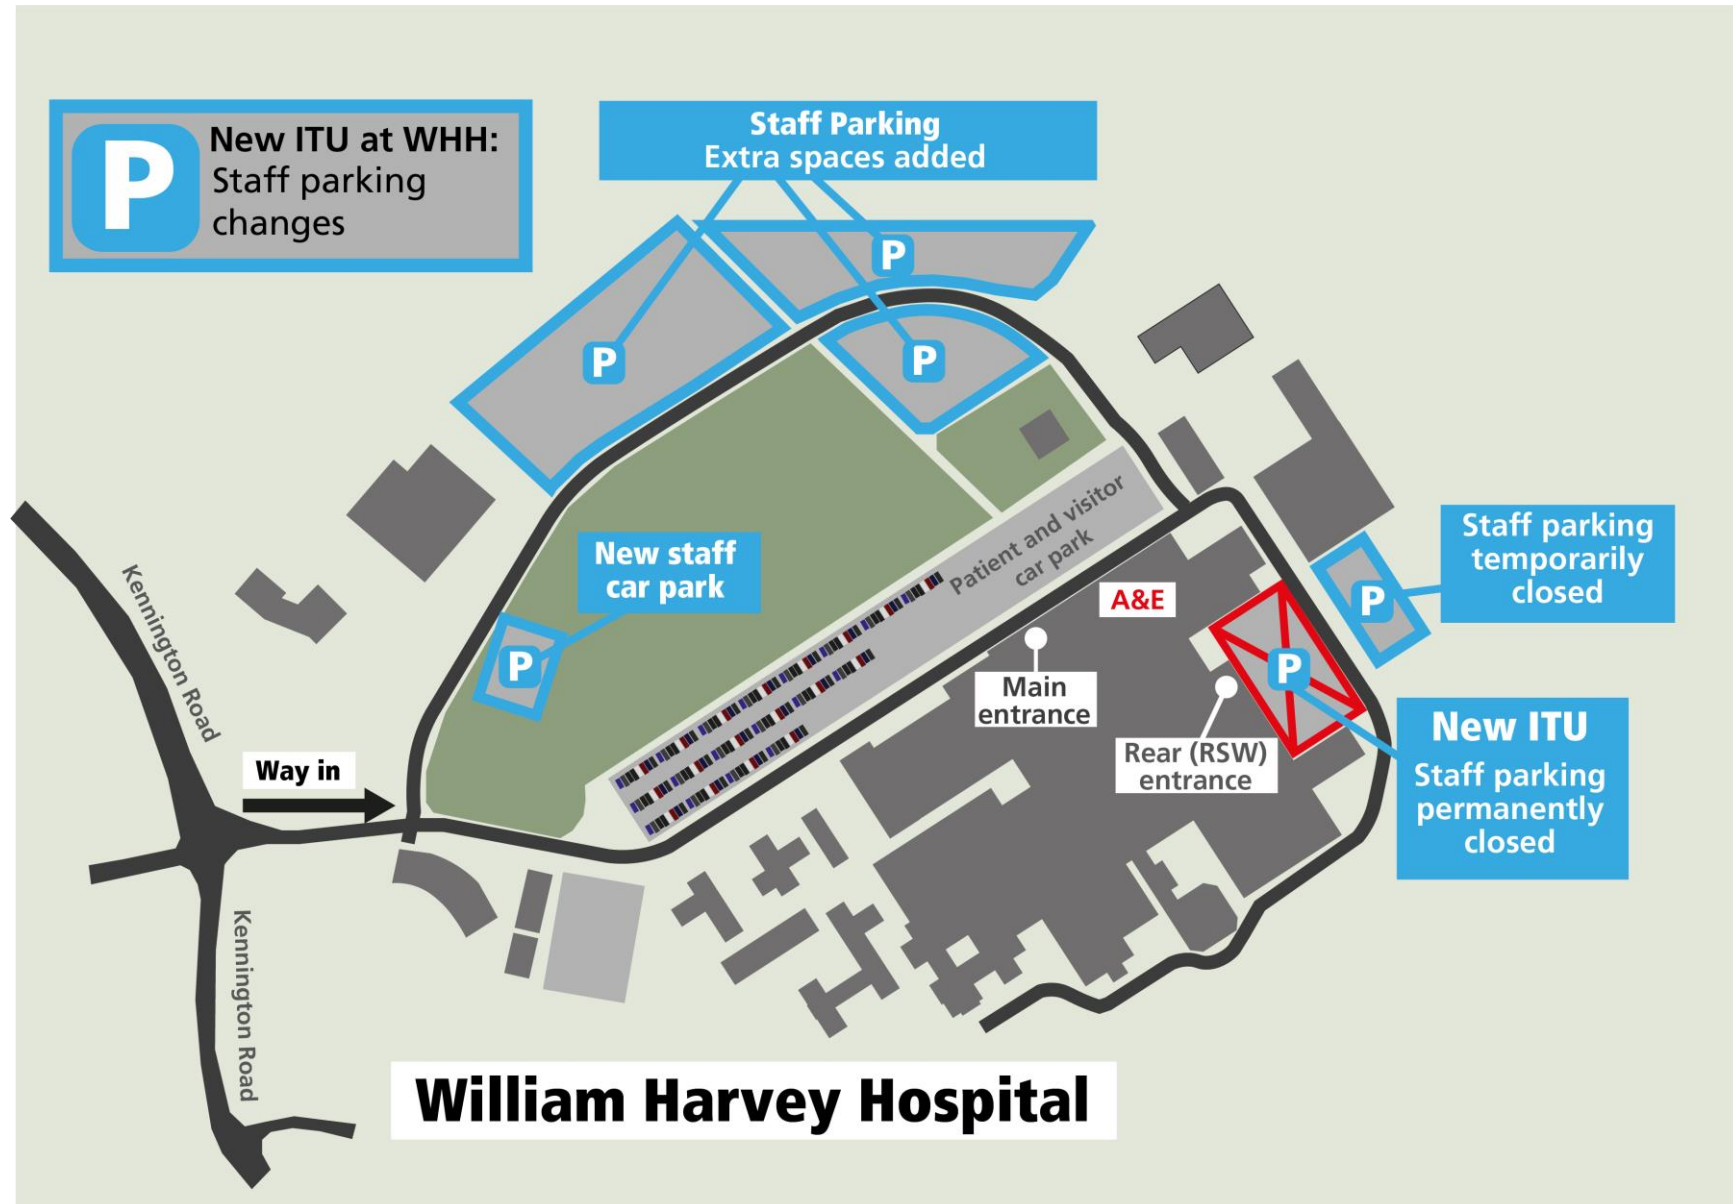 P
New ITU at WHH:
Staff parking
changes
Staff Parking
Extra spaces added
P
P
P
New staff
car park
P
Patient and visitor
car park
A&E
Main
entrance
Rear (RSW)
entrance
P
Staff parking
temporarily
closed
P
New ITU
Staff parking
permanently
closed
Kennington Road
Way in
Kennington Road
William Harvey Hospital